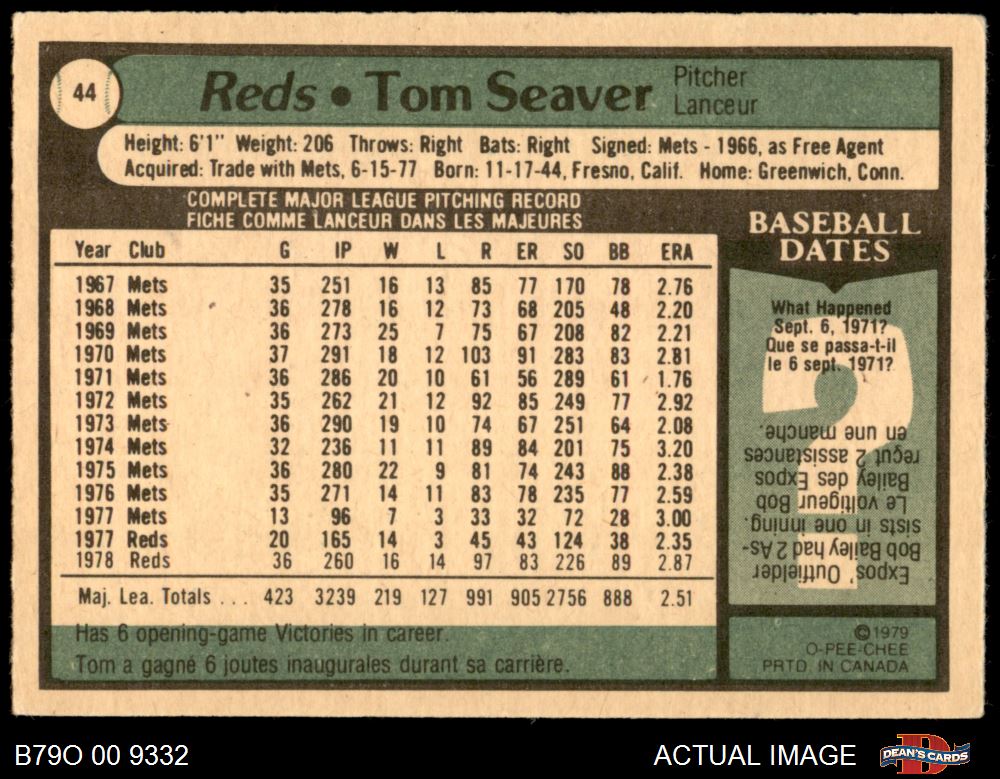 44
Reds • Tom Seaver
Pitcher
Lanceur
Height: 6'1" Weight: 206 Throws: Right Bats: Right Signed: Mets - 1966, as Free Agent
Acquired: Trade with Mets, 6-15-77 Born: 11-17-44, Fresno, Calif. Home: Greenwich, Conn.
COMPLETE MAJOR LEAGUE PITCHING RECORD
FICHE COMME LANCEUR DANS LES MAJEURES
Year Club G IP W L R ER SO BB ERA
1967 Mets 35 251 16 13 85 77 170 78 2.76
1968 Mets 36 278 16 12 73 68 205 48 2.20
1969 Mets 36 273 25 7 75 67 208 82 2.21
1970 Mets 37 291 18 12 103 91 283 83 2.81
1971 Mets 36 286 20 10 61 56 289 61 1.76
1972 Mets 35 262 21 12 92 85 249 77 2.92
1973 Mets 36 290 19 10 74 67 251 64 2.08
1974 Mets 32 236 11 11 89 84 201 75 3.20
1975 Mets 36 280 22 9 81 74 243 88 2.38
1976 Mets 35 271 14 11 83 78 235 77 2.59
1977 Mets 13 96 7 3 33 32 72 28 3.00
1977 Reds 20 165 14 3 45 43 124 38 2.35
1978 Reds 36 260 16 14 97 83 226 89 2.87
Maj. Lea. Totals ... 423 3239 219 127 991 905 2756 888 2.51
Has 6 opening-game Victories in career.
Tom a gagné 6 joutes inaugurales durant sa carrière.
BASEBALL
DATES
What Happened
Sept. 6, 1971?
Que se passa-t-il
le 6 sept. 1971?
Expos' Outfielder
Bob Bailey had 2 As-
sists in one inning.
Le voltigeur Bob
Bailey des Expos
reçut 2 assistances
en une manche.
©1979
O-PEE-CHEE
PRTD. IN CANADA
B79O 00 9332
ACTUAL IMAGE
DEAN'S CARDS